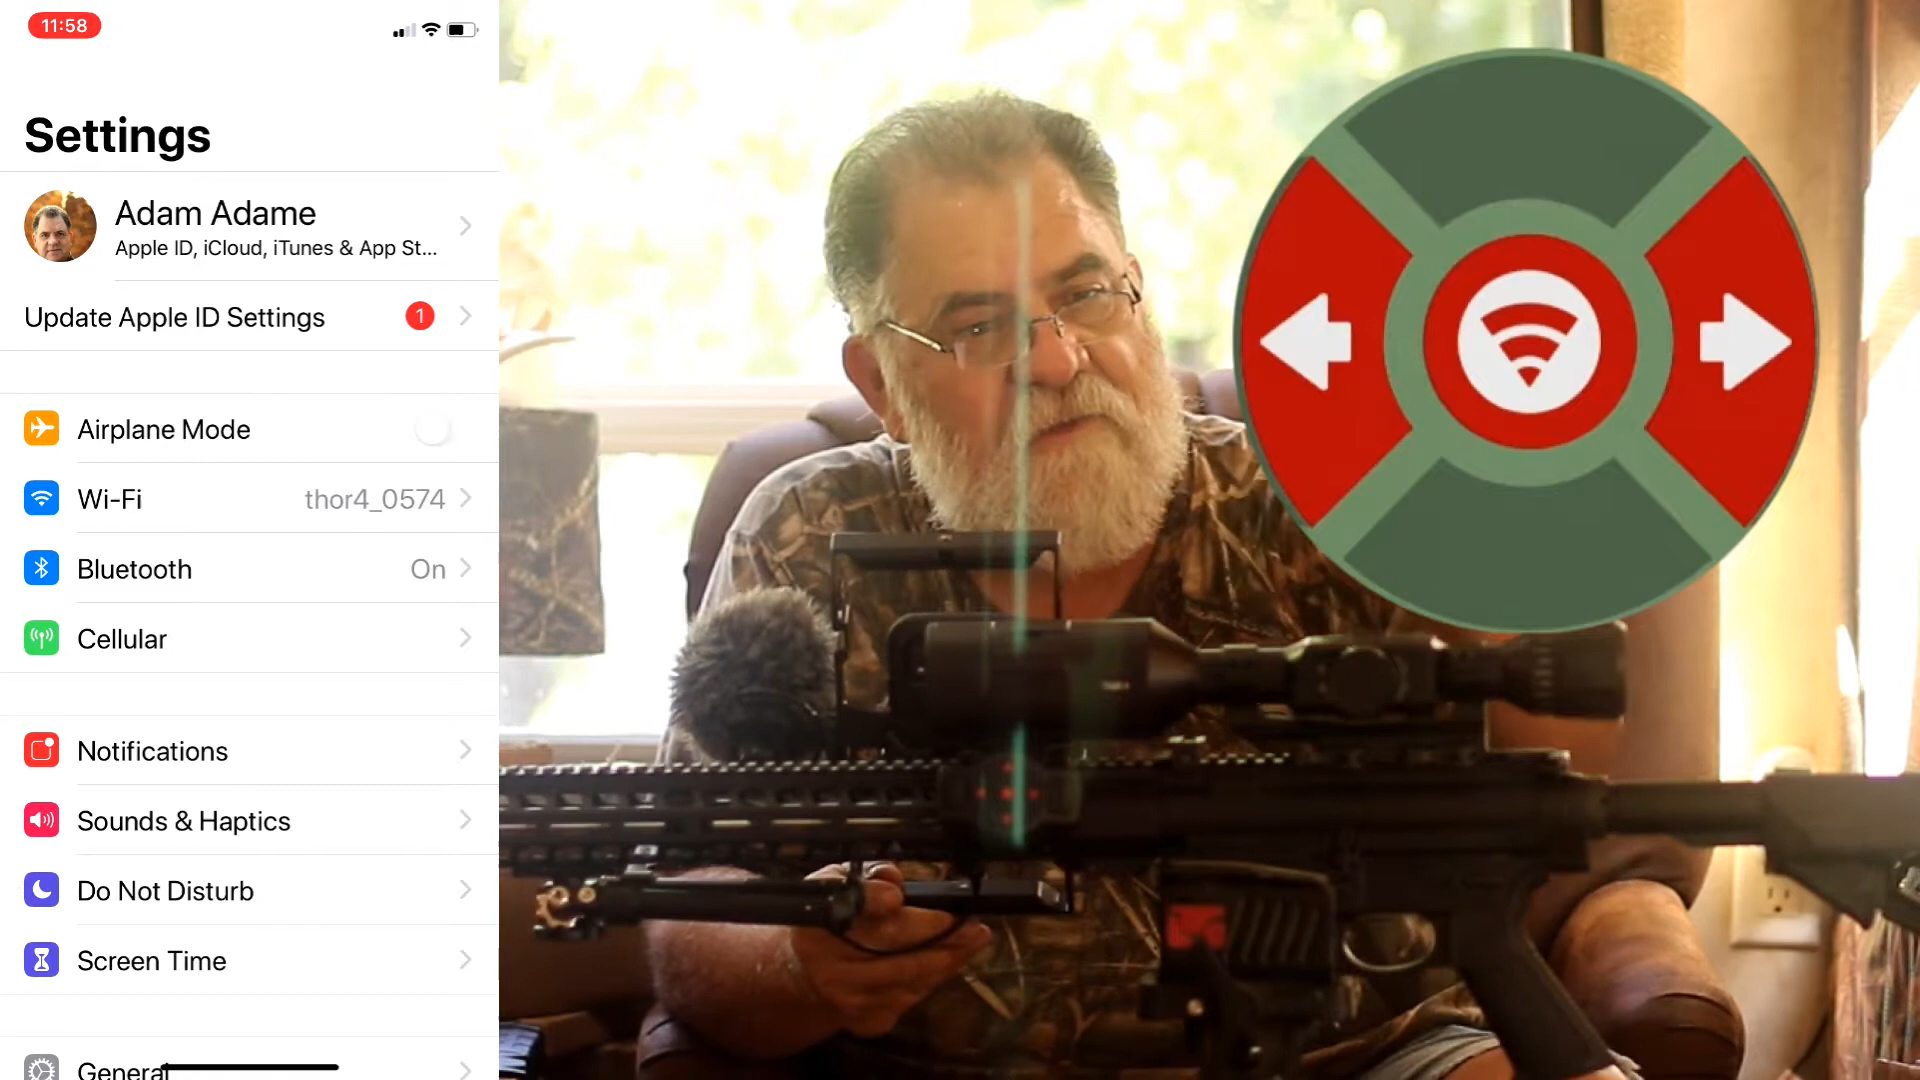 11:58
Settings
Adam Adame
Apple ID, iCloud, iTunes & App St...
Update Apple ID Settings
1
Airplane Mode
Wi-Fi
thor4_0574
Bluetooth
On
Cellular
Notifications
Sounds & Haptics
Do Not Disturb
Screen Time
General